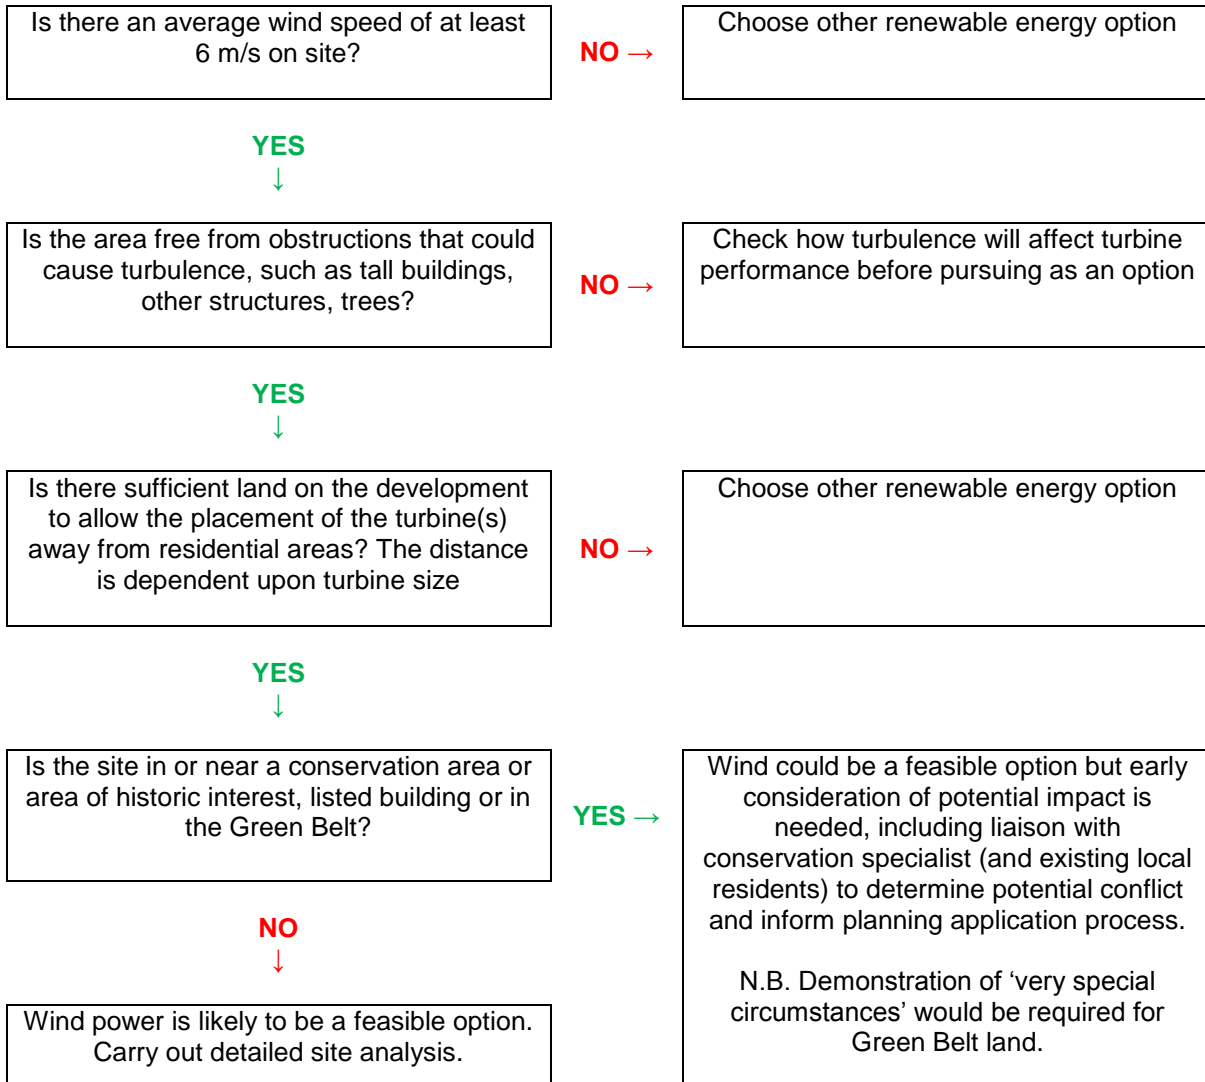 Is there an average wind speed of at least
6 m/s on site?
NO →
Choose other renewable energy option
YES
↓
Is the area free from obstructions that could
cause turbulence, such as tall buildings,
other structures, trees?
NO →
Check how turbulence will affect turbine
performance before pursuing as an option
YES
↓
Is there sufficient land on the development
to allow the placement of the turbine(s)
away from residential areas? The distance
is dependent upon turbine size
NO →
Choose other renewable energy option
YES
↓
Is the site in or near a conservation area or
area of historic interest, listed building or in
the Green Belt?
YES →
Wind could be a feasible option but early
consideration of potential impact is
needed, including liaison with
conservation specialist (and existing local
residents) to determine potential conflict
and inform planning application process.
N.B. Demonstration of ‘very special
circumstances’ would be required for
Green Belt land.
NO
↓
Wind power is likely to be a feasible option.
Carry out detailed site analysis.